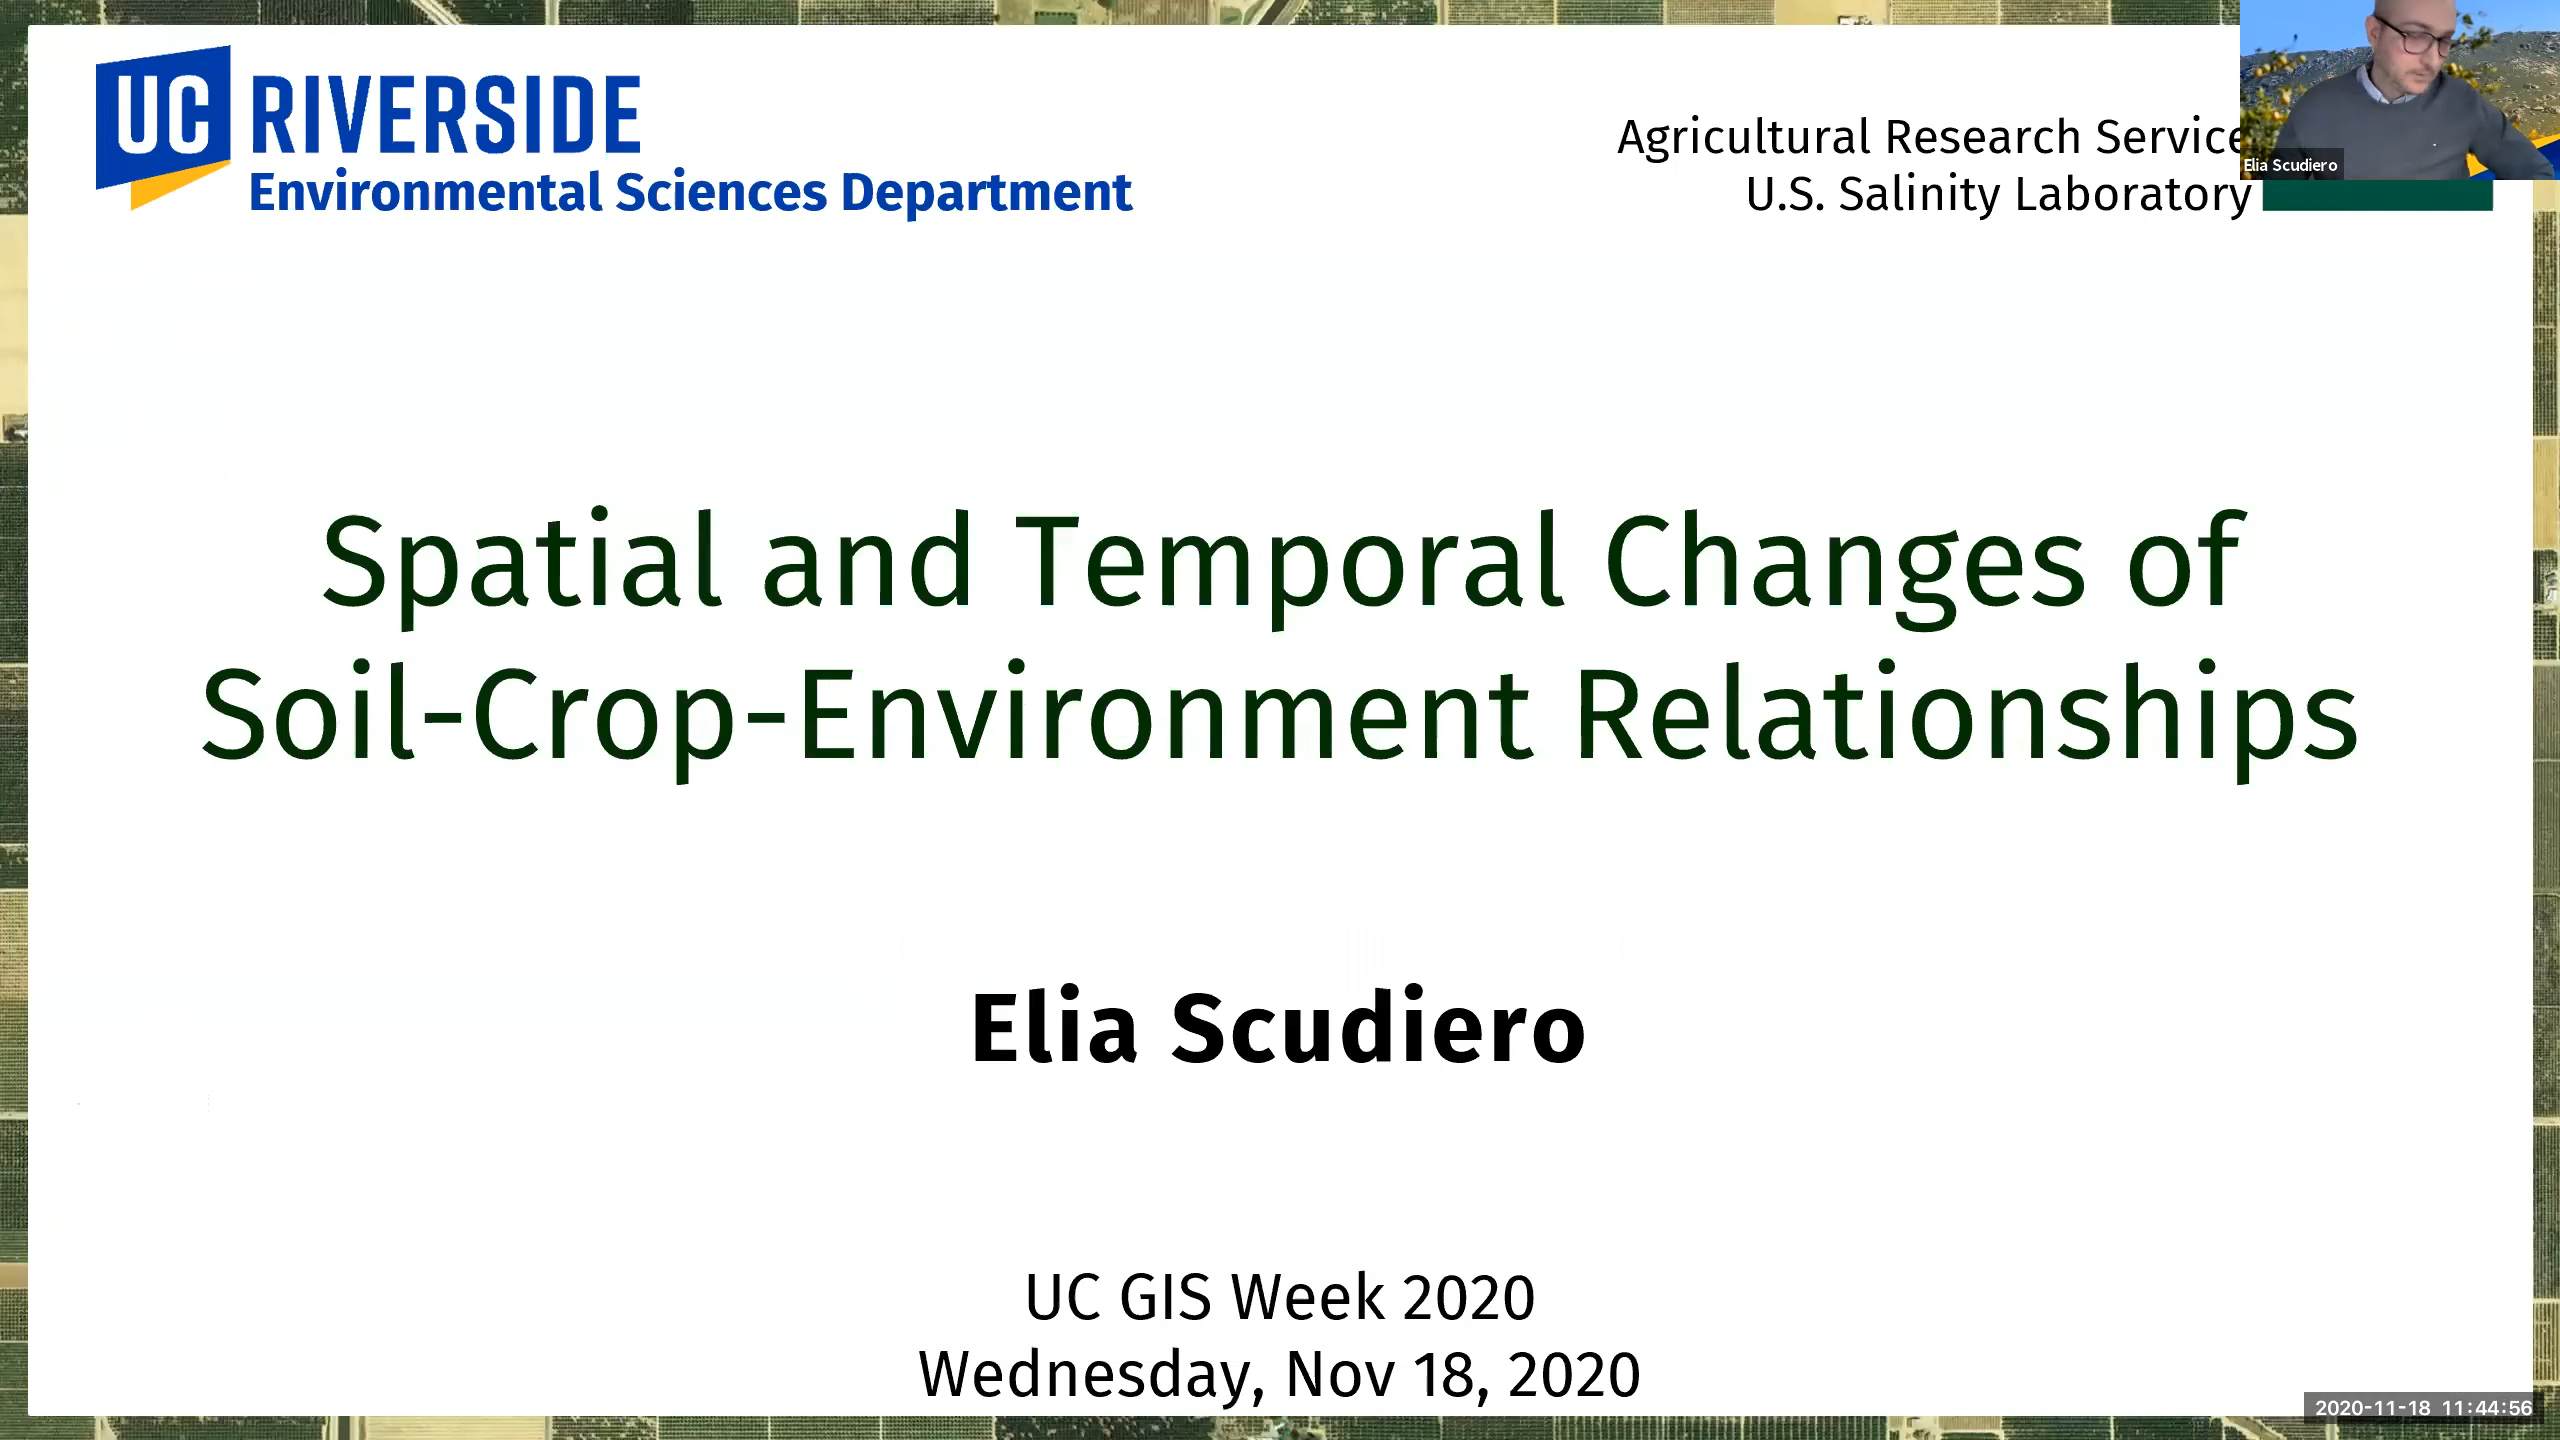 UC RIVERSIDE
Environmental Sciences Department
Agricultural Research Service
U.S. Salinity Laboratory
Elia Scudiero
Spatial and Temporal Changes of
Soil-Crop-Environment Relationships
Elia Scudiero
UC GIS Week 2020
Wednesday, Nov 18, 2020
2020-11-18 11:44:56